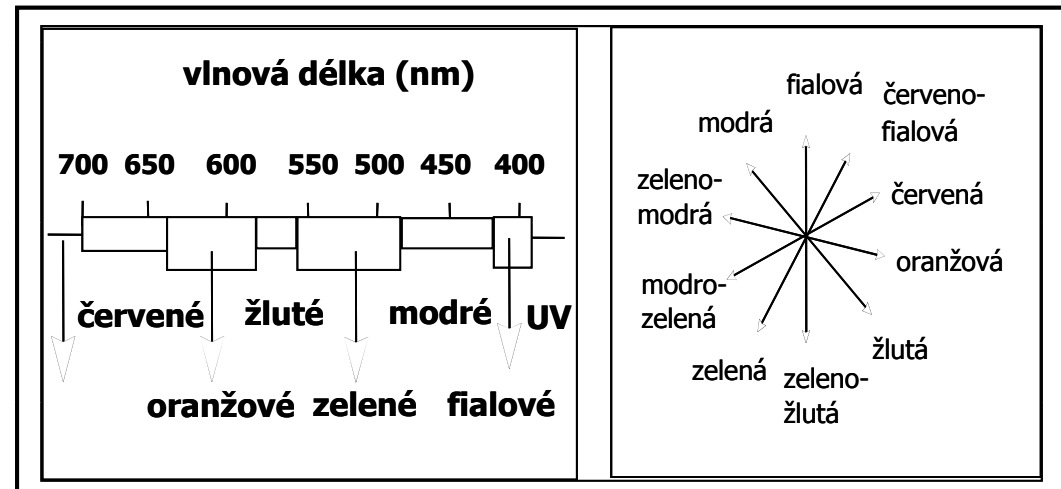 vlnová délka (nm)
700 650 600 550 500 450 400
červené žluté modré UV
oranžové zelené fialové
fialová
červeno-
fialová
modrá
zeleno-
modrá
červená
oranžová
modro-
zelená
žlutá
zelená
zeleno-
žlutá